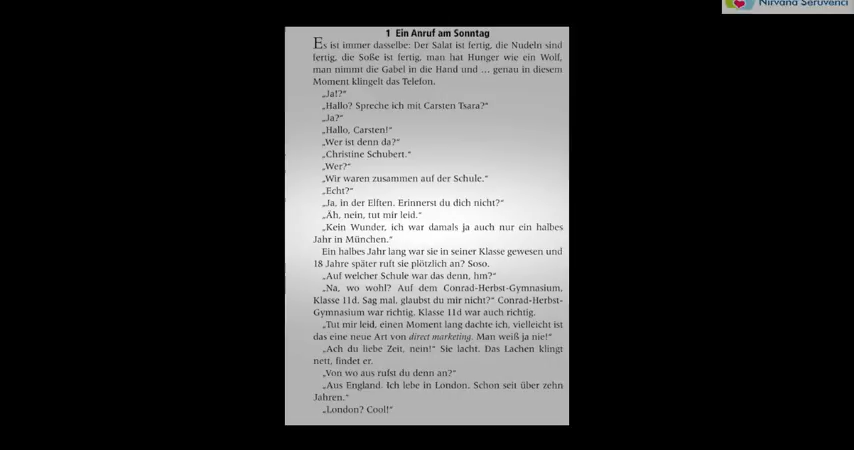 Nirvana Serüvenci
1 Ein Anruf am Sonntag
Es ist immer dasselbe: Der Salat ist fertig, die Nudeln sind
fertig, die Soße ist fertig, man hat Hunger wie ein Wolf,
man nimmt die Gabel in die Hand und ... genau in diesem
Moment klingelt das Telefon.
„Ja!?“
„Hallo? Spreche ich mit Carsten Tsara?“
„Ja?“
„Hallo, Carsten!“
„Wer ist denn da?“
„Christine Schubert.“
„Wer?“
„Wir waren zusammen auf der Schule.“
„Echt?“
„Ja, in der Elften. Erinnerst du dich nicht?“
„Äh, nein, tut mir leid.“
„Kein Wunder, ich war damals ja auch nur ein halbes
Jahr in München.“
Ein halbes Jahr lang war sie in seiner Klasse gewesen und
18 Jahre später ruft sie plötzlich an? Soso.
„Auf welcher Schule war das denn, hm?“
„Na, wo wohl? Auf dem Conrad-Herbst-Gymnasium,
Klasse 11d. Sag mal, glaubst du mir nicht?“ Conrad-Herbst-
Gymnasium war richtig. Klasse 11d war auch richtig.
„Tut mir leid, einen Moment lang dachte ich, vielleicht ist
das eine neue Art von direct marketing. Man weiß ja nie!“
„Ach du liebe Zeit, nein!“ Sie lacht. Das Lachen klingt
nett, findet er.
„Von wo aus rufst du denn an?“
„Aus England. Ich lebe in London. Schon seit über zehn
Jahren.“
„London? Cool!“